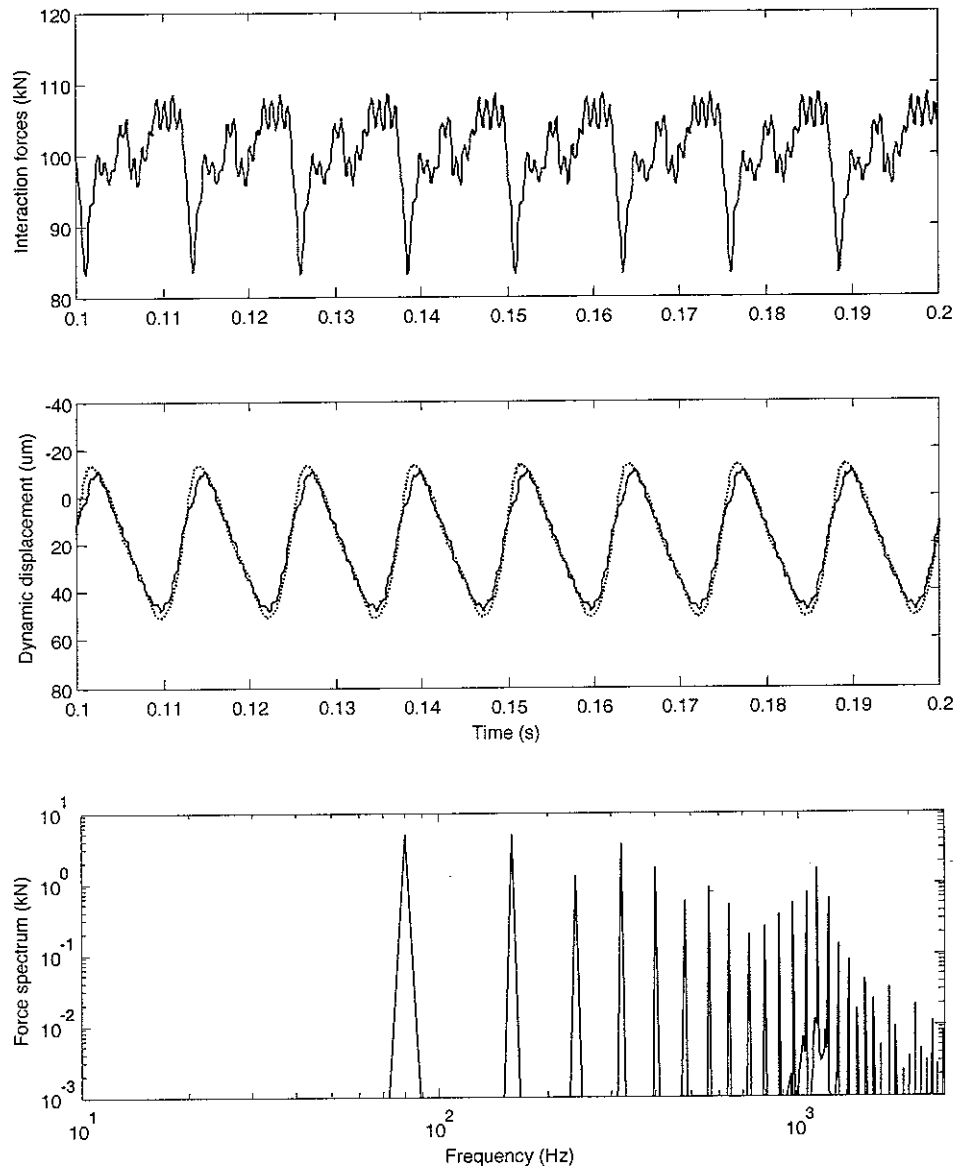 120
110
100
90
80
Interaction forces (kN)
0.1 0.11 0.12 0.13 0.14 0.15 0.16 0.17 0.18 0.19 0.2
-40
-20
0
20
40
60
80
Dynamic displacement (um)
0.1 0.11 0.12 0.13 0.14 0.15 0.16 0.17 0.18 0.19 0.2
Time (s)
10^1
10^0
10^-1
10^-2
10^-3
Force spectrum (kN)
10^1 10^2 10^3
Frequency (Hz)